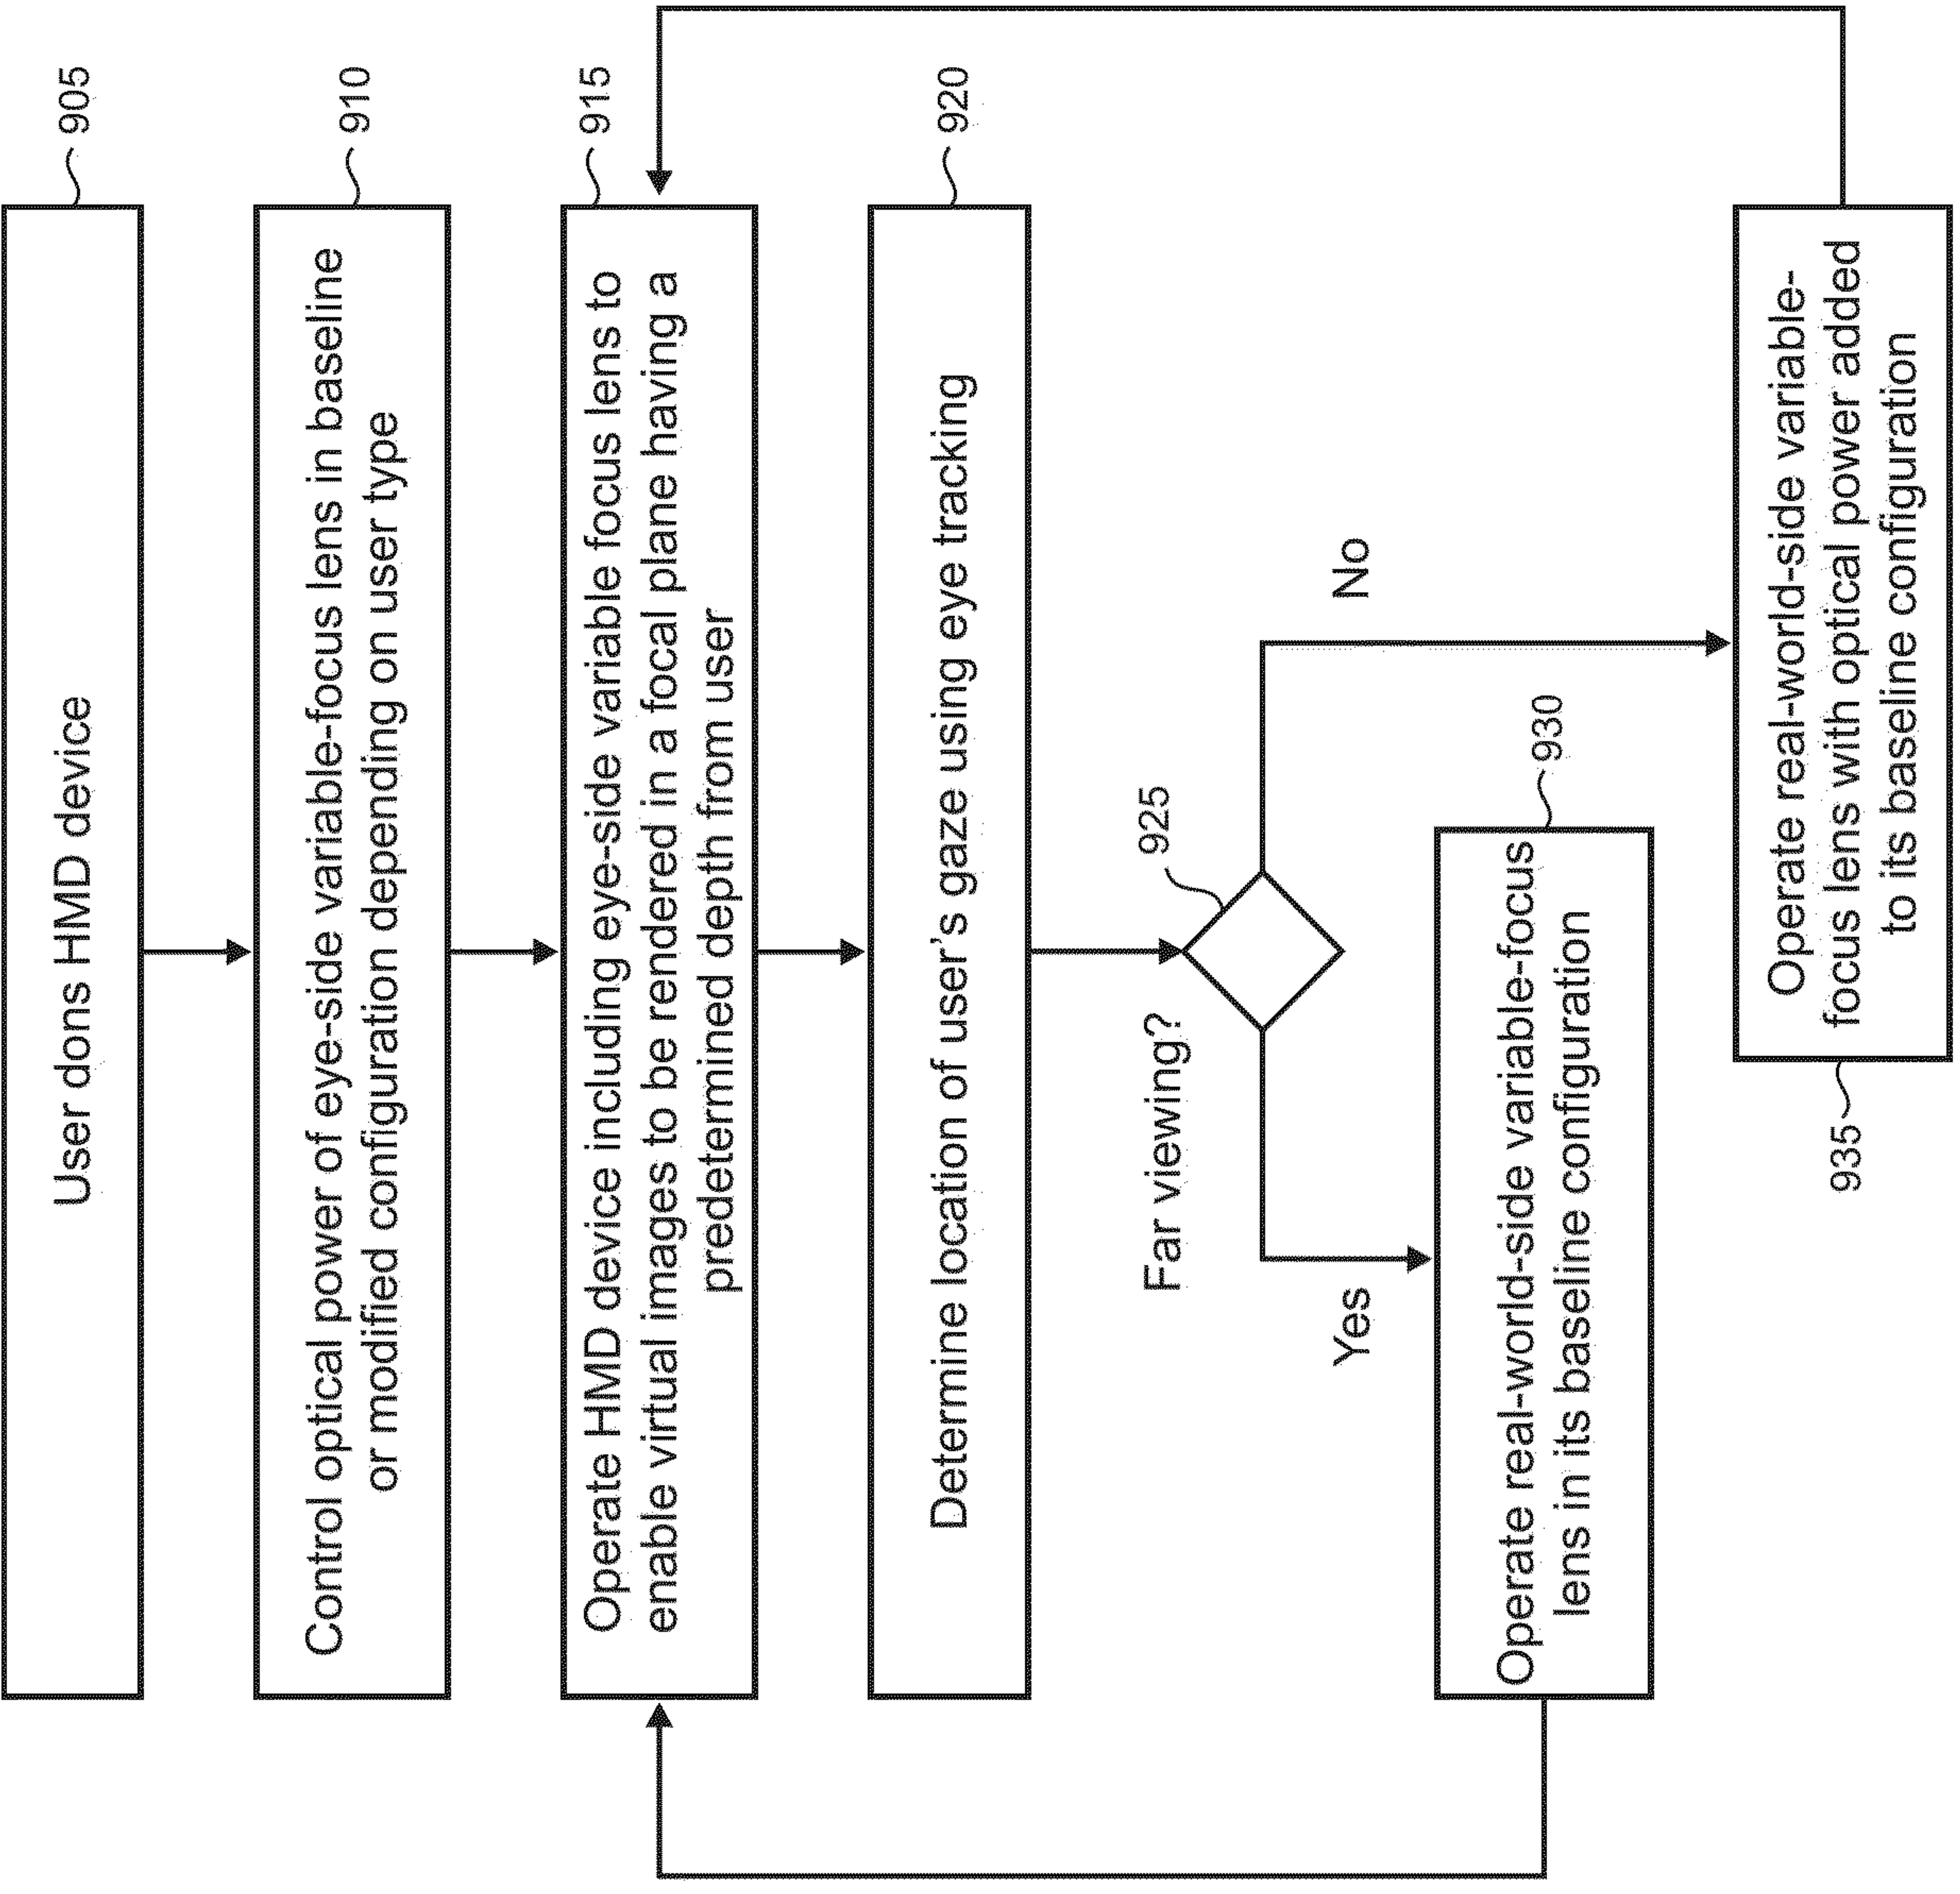 User dons HMD device
905
Control optical power of eye-side variable-focus lens in baseline
or modified configuration depending on user type
910
Operate HMD device including eye-side variable focus lens to
enable virtual images to be rendered in a focal plane having a
predetermined depth from user
915
Determine location of user's gaze using eye tracking
920
Far viewing?
925
Yes
No
Operate real-world-side variable-focus
lens in its baseline configuration
930
Operate real-world-side variable-
focus lens with optical power added
to its baseline configuration
935